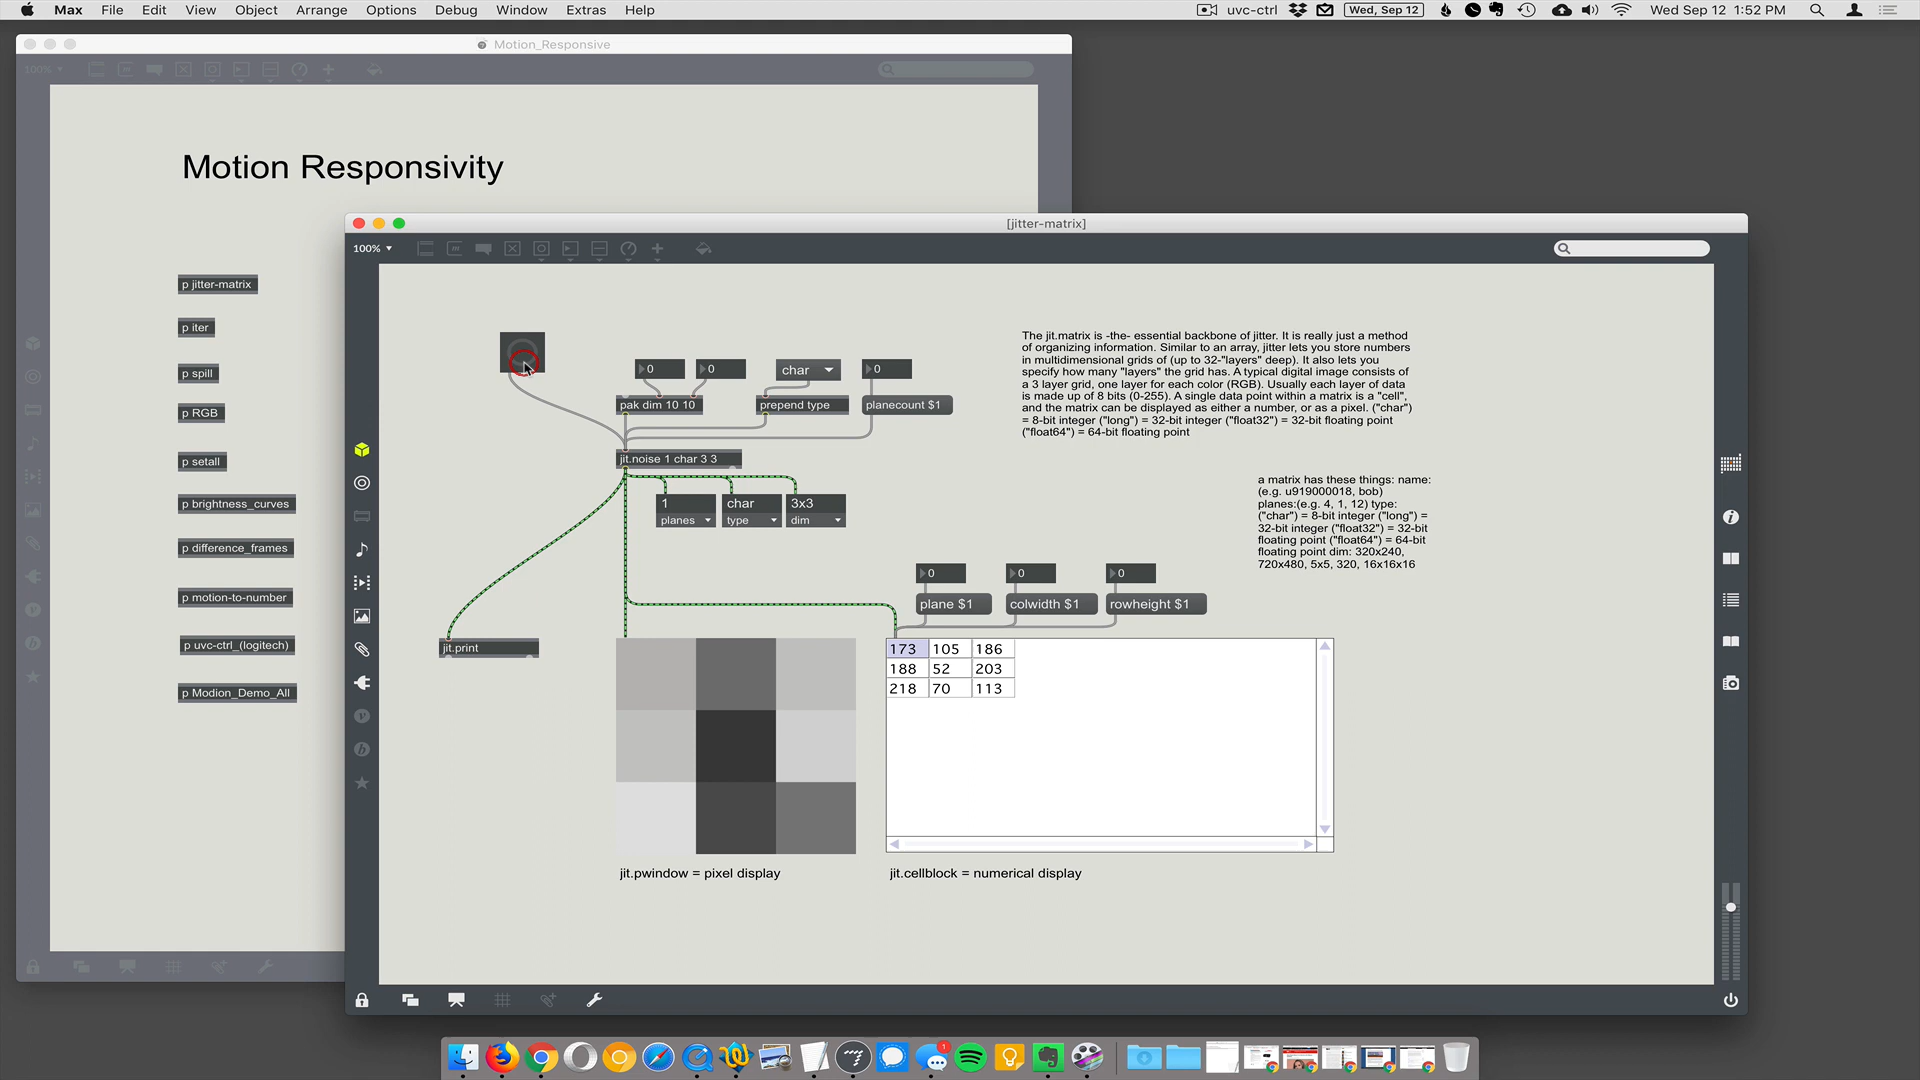 Max File Edit View Object Arrange Options Debug Window Extras Help
uvc-ctrl Wed, Sep 12 Wed Sep 12 1:52 PM
Motion_Responsive
100%
Motion Responsivity
p jitter-matrix
p iter
p spill
p RGB
p setall
p brightness_curves
p difference_frames
p motion-to-number
p uvc-ctrl_(logitech)
p Modion_Demo_All
[jitter-matrix]
100%
0 0 char 0
pak dim 10 10 prepend type planecount $1
jit.noise 1 char 3 3
1 char 3x3
planes type dim
The jit.matrix is -the- essential backbone of jitter. It is really just a method
of organizing information. Similar to an array, jitter lets you store numbers
in multidimensional grids of (up to 32-"layers" deep). It also lets you
specify how many "layers" the grid has. A typical digital image consists of
a 3 layer grid, one layer for each color (RGB). Usually each layer of data
is made up of 8 bits (0-255). A single data point within a matrix is a "cell",
and the matrix can be displayed as either a number, or as a pixel. ("char")
= 8-bit integer ("long") = 32-bit integer ("float32") = 32-bit floating point
("float64") = 64-bit floating point
a matrix has these things: name:
(e.g. u919000018, bob)
planes:(e.g. 4, 1, 12) type:
("char") = 8-bit integer ("long") =
32-bit integer ("float32") = 32-bit
floating point ("float64") = 64-bit
floating point dim: 320x240,
720x480, 5x5, 320, 16x16x16
0 0 0
plane $1 colwidth $1 rowheight $1
jit.print
173 105 186
188 52 203
218 70 113
jit.pwindow = pixel display
jit.cellblock = numerical display
1